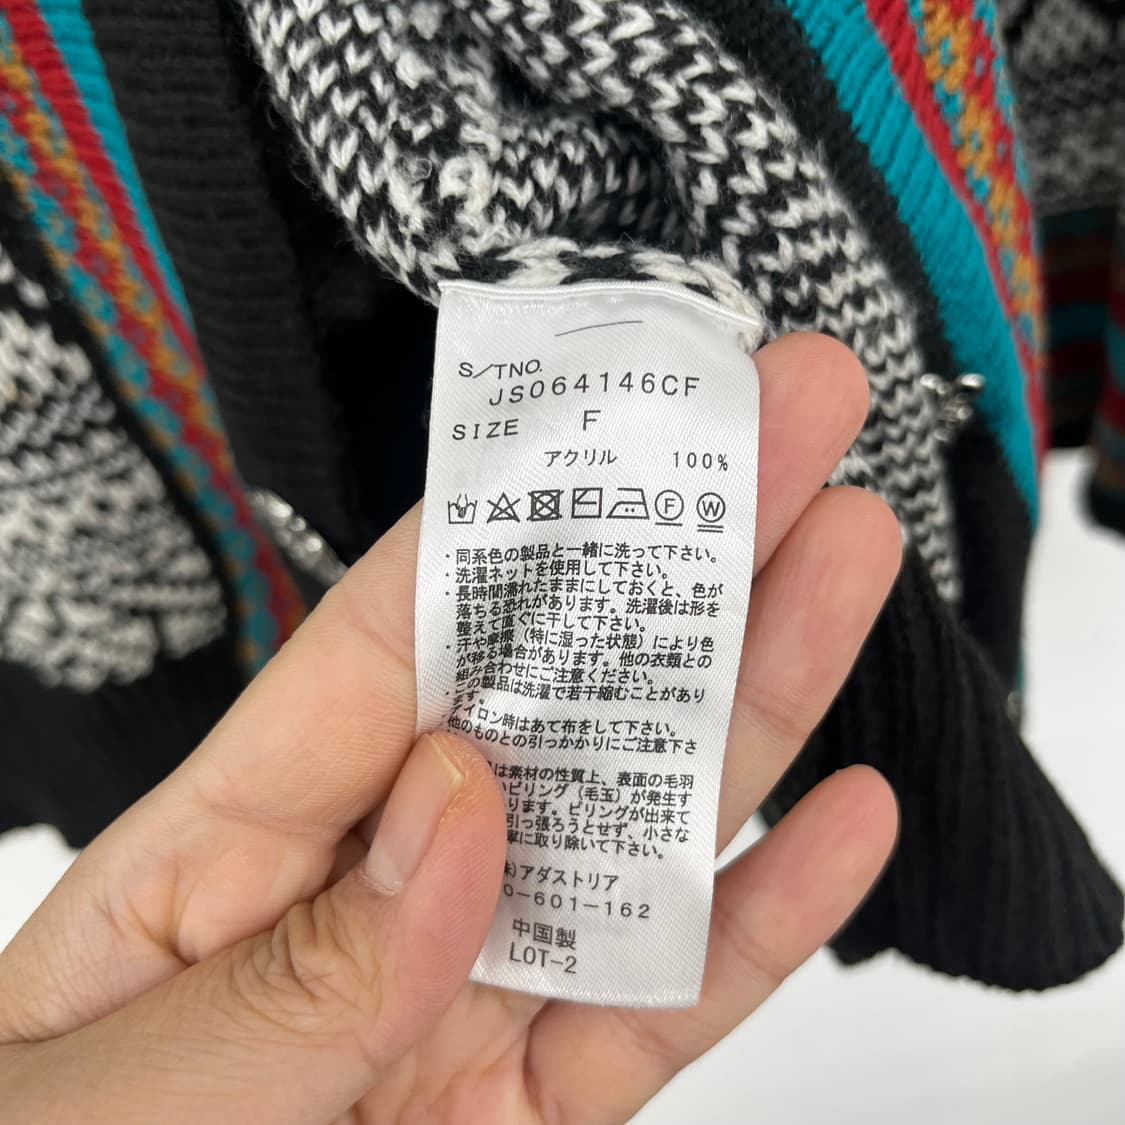 S/TNO.
JS064146CF
SIZE F
アクリル 100%
F W
・同系色の製品と一緒に洗って下さい。
・洗濯ネットを使用して下さい。
・長時間濡れたままにしておくと、色が
落ちる恐れがあります。洗濯後は形を
整えて直ぐに干して下さい。
・汗や摩擦（特に湿った状態）により色
が移る場合があります。他の衣類との
組み合わせにご注意ください。
・この製品は洗濯で若干縮むことがあり
ます。
アイロン時はあて布をして下さい。
他のものとの引っかかりにご注意下さ
は素材の性質上、表面の毛羽
ピリング（毛玉）が発生す
ります。ピリングが出来て
引っ張ろうとせず、小さな
寧に取り除いて下さい。
株)アダストリア
0-601-162
中国製
LOT-2